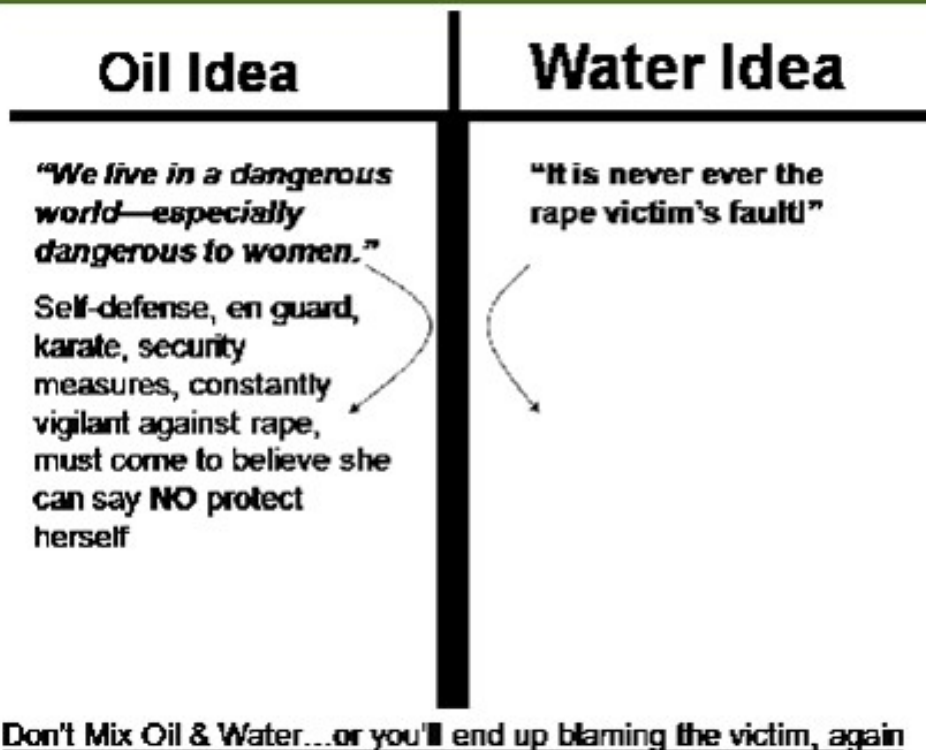 Oil Idea
Water Idea
“We live in a dangerous
world—especially
dangerous to women.”
Self-defense, en guard,
karate, security
measures, constantly
vigilant against rape,
must come to believe she
can say NO protect
herself
“It is never ever the
rape victim’s fault!”
Don't Mix Oil & Water...or you'll end up blaming the victim, again